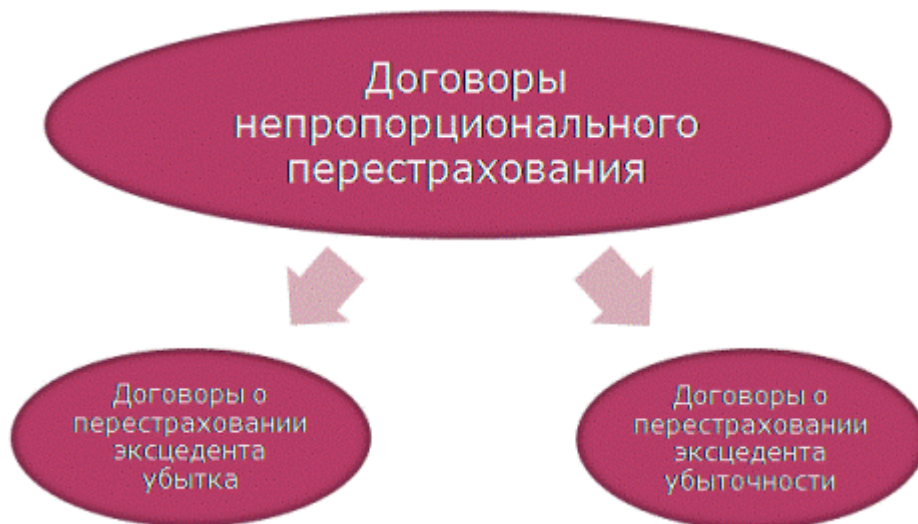 Договоры
непропорционального
перестрахования
Договоры о
перестраховании
эксцедента
убытка
Договоры о
перестраховании
эксцедента
убыточности